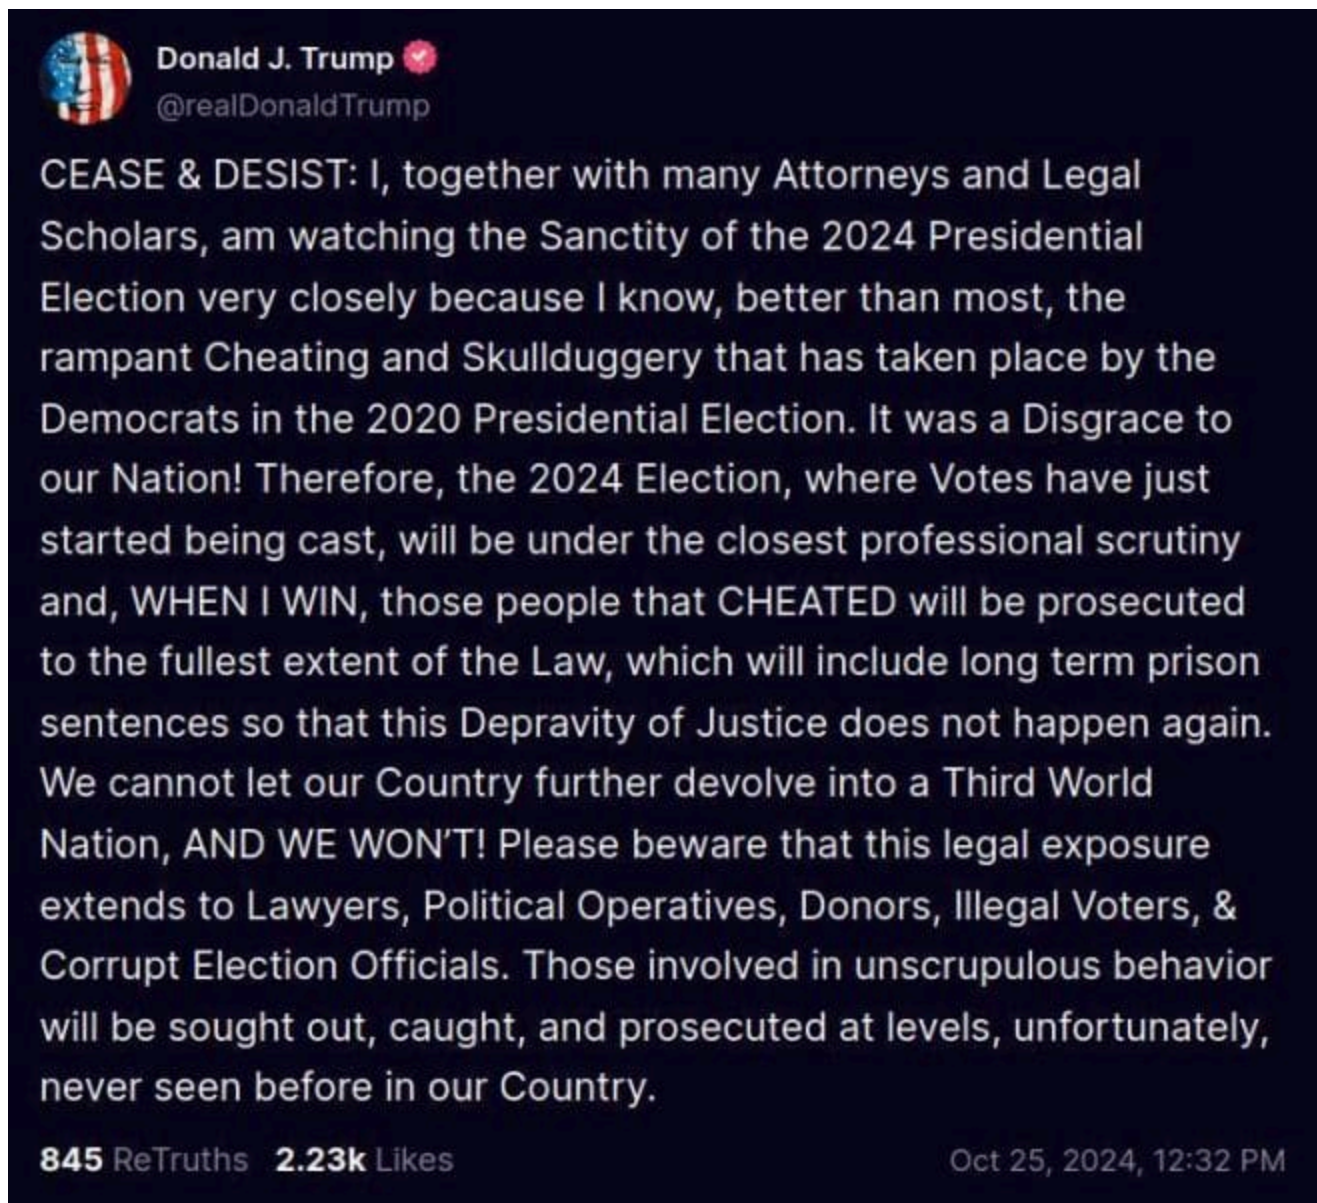 Donald J. Trump
@realDonaldTrump
CEASE & DESIST: I, together with many Attorneys and Legal
Scholars, am watching the Sanctity of the 2024 Presidential
Election very closely because I know, better than most, the
rampant Cheating and Skullduggery that has taken place by the
Democrats in the 2020 Presidential Election. It was a Disgrace to
our Nation! Therefore, the 2024 Election, where Votes have just
started being cast, will be under the closest professional scrutiny
and, WHEN I WIN, those people that CHEATED will be prosecuted
to the fullest extent of the Law, which will include long term prison
sentences so that this Depravity of Justice does not happen again.
We cannot let our Country further devolve into a Third World
Nation, AND WE WON'T! Please beware that this legal exposure
extends to Lawyers, Political Operatives, Donors, Illegal Voters, &
Corrupt Election Officials. Those involved in unscrupulous behavior
will be sought out, caught, and prosecuted at levels, unfortunately,
never seen before in our Country.
845 ReTruths 2.23k Likes Oct 25, 2024, 12:32 PM